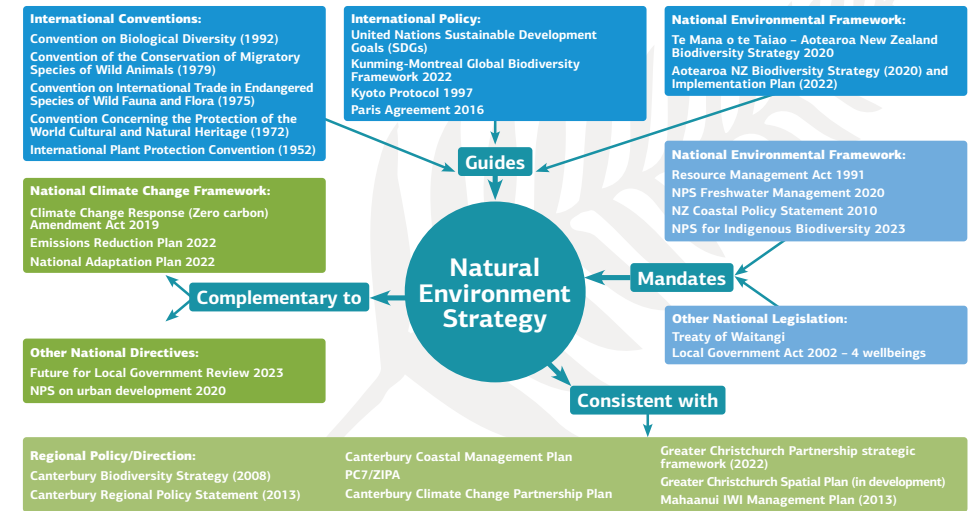 International Conventions:
Convention on Biological Diversity (1992)
Convention of the Conservation of Migratory
Species of Wild Animals (1979)
Convention on International Trade in Endangered
Species of Wild Fauna and Flora (1975)
Convention Concerning the Protection of the
World Cultural and Natural Heritage (1972)
International Plant Protection Convention (1952)
International Policy:
United Nations Sustainable Development
Goals (SDGs)
Kunming-Montreal Global Biodiversity
Framework 2022
Kyoto Protocol 1997
Paris Agreement 2016
National Environmental Framework:
Te Mana o te Taiao – Aotearoa New Zealand
Biodiversity Strategy 2020
Aotearoa NZ Biodiversity Strategy (2020) and
Implementation Plan (2022)
Guides
National Environmental Framework:
Resource Management Act 1991
NPS Freshwater Management 2020
NZ Coastal Policy Statement 2010
NPS for Indigenous Biodiversity 2023
National Climate Change Framework:
Climate Change Response (Zero carbon)
Amendment Act 2019
Emissions Reduction Plan 2022
National Adaptation Plan 2022
Natural
Environment
Strategy
Mandates
Complementary to
Other National Legislation:
Treaty of Waitangi
Local Government Act 2002 – 4 wellbeings
Other National Directives:
Future for Local Government Review 2023
NPS on urban development 2020
Consistent with
Regional Policy/Direction:
Canterbury Biodiversity Strategy (2008)
Canterbury Regional Policy Statement (2013)
Canterbury Coastal Management Plan
PC7/ZIPA
Canterbury Climate Change Partnership Plan
Greater Christchurch Partnership strategic
framework (2022)
Greater Christchurch Spatial Plan (in development)
Mahaanui IWI Management Plan (2013)